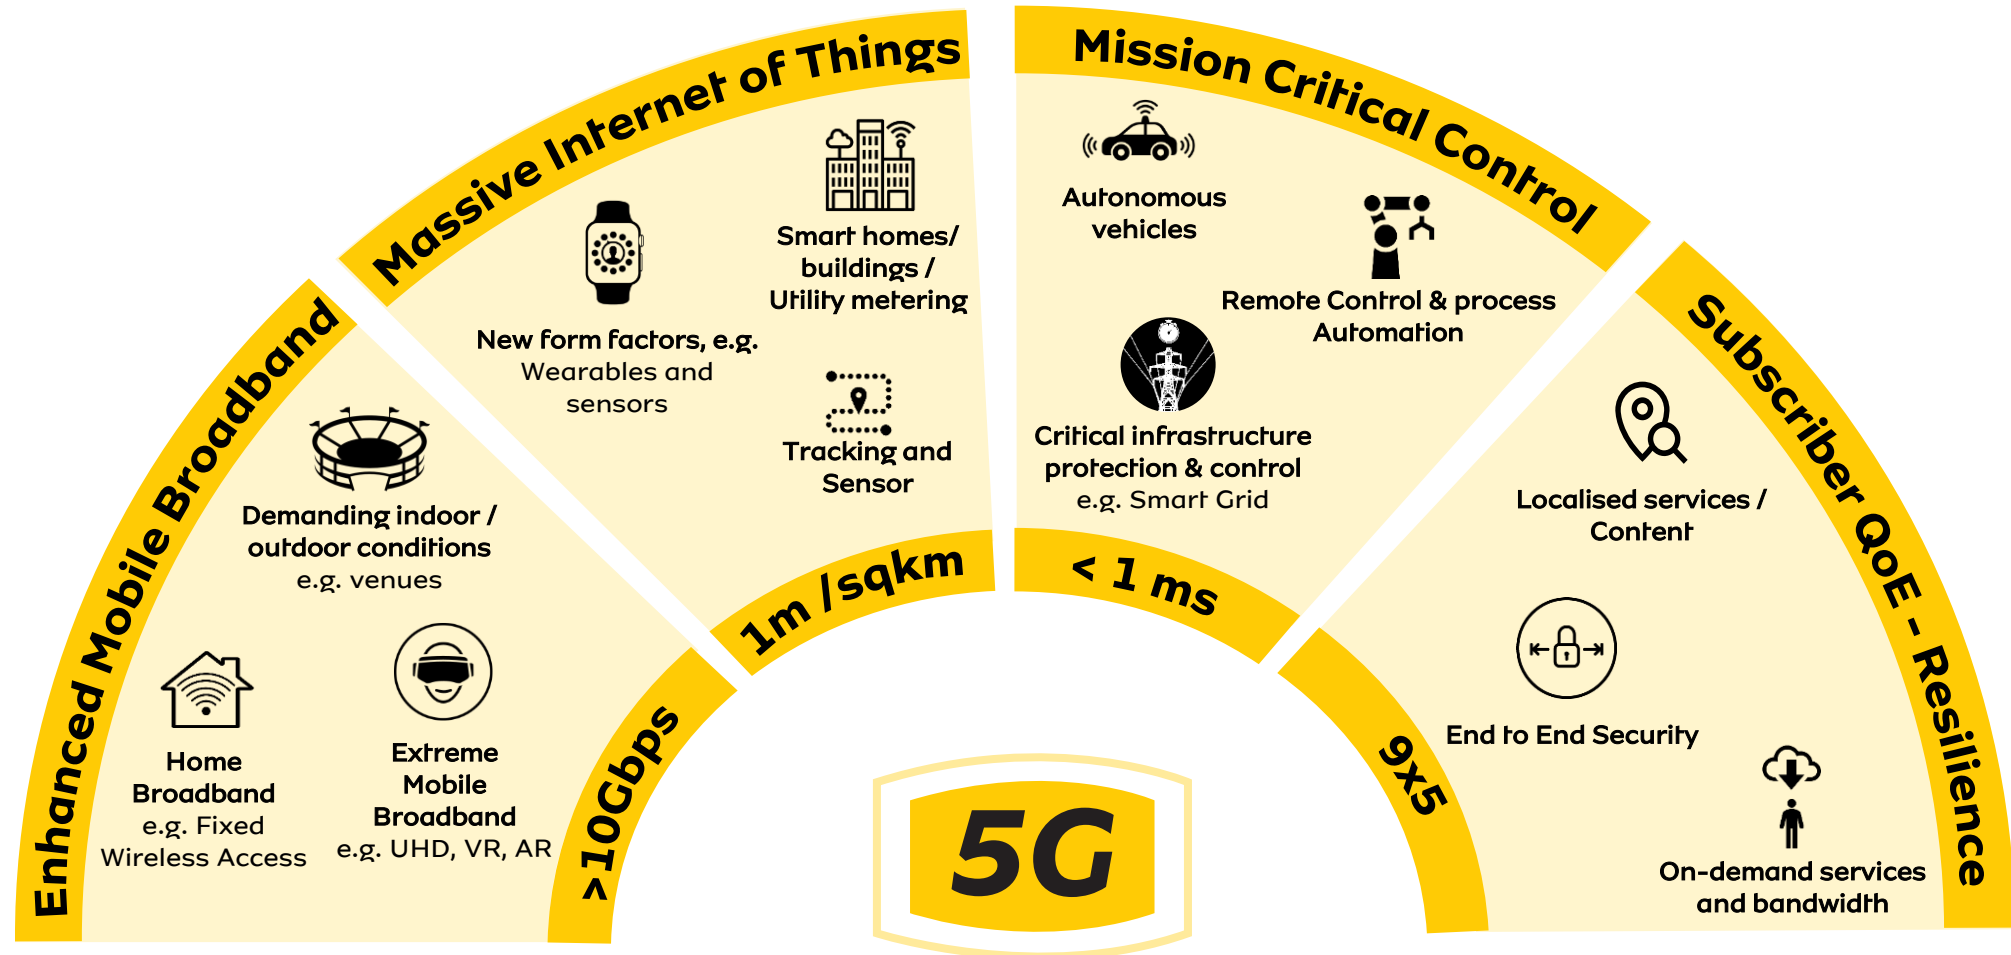 Enhanced Mobile Broadband
Demanding indoor /
outdoor conditions
e.g. venues
Home
Broadband
e.g. Fixed
Wireless Access
Extreme
Mobile
Broadband
e.g. UHD, VR, AR
>10Gbps
Massive Internet of Things
Smart homes/
buildings /
Utility metering
New form factors, e.g.
Wearables and
sensors
Tracking and
Sensor
1m /sqkm
Mission Critical Control
Autonomous
vehicles
Remote Control & process
Automation
Critical infrastructure
protection & control
e.g. Smart Grid
< 1 ms
Subscriber QoE - Resilience
Localised services /
Content
End to End Security
On-demand services
and bandwidth
9x5
5G